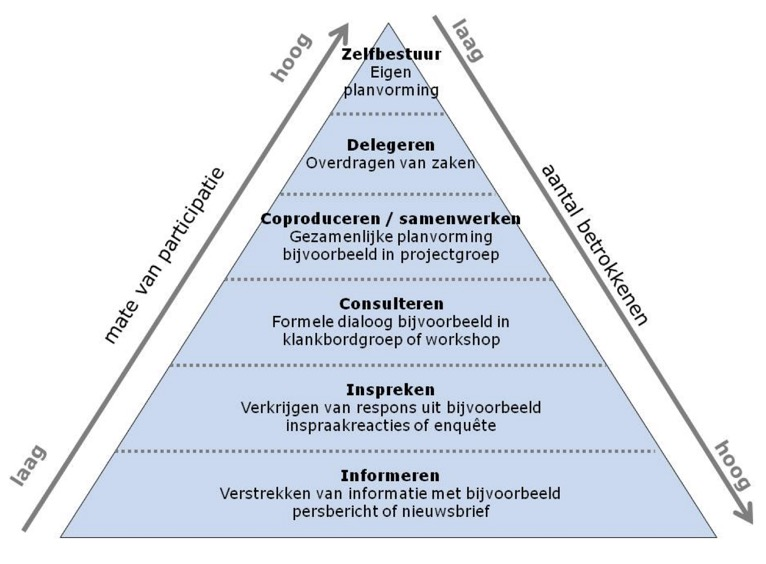 hoog
laag
Zelfbestuur
Eigen
planvorming
Delegeren
Overdragen van zaken
mate van participatie
aantal betrokkenen
Coproduceren / samenwerken
Gezamenlijke planvorming
bijvoorbeeld in projectgroep
Consulteren
Formele dialoog bijvoorbeeld in
klankbordgroep of workshop
Inspreken
Verkrijgen van respons uit bijvoorbeeld
inspraakreacties of enquête
laag
hoog
Informeren
Verstrekken van informatie met bijvoorbeeld
persbericht of nieuwsbrief